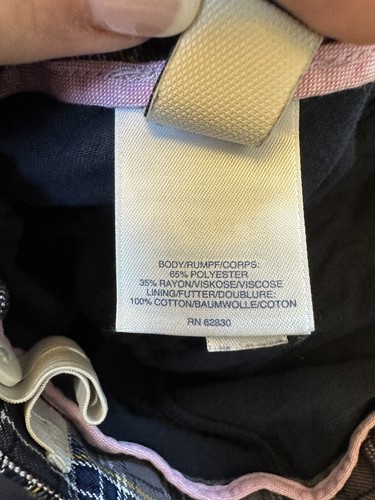 BODY/RUMPF/CORPS:
65% POLYESTER
35% RAYON/VISKOSE/VISCOSE
LINING/FUTTER/DOUBLURE:
100% COTTON/BAUMWOLLE/COTON
RN 62830